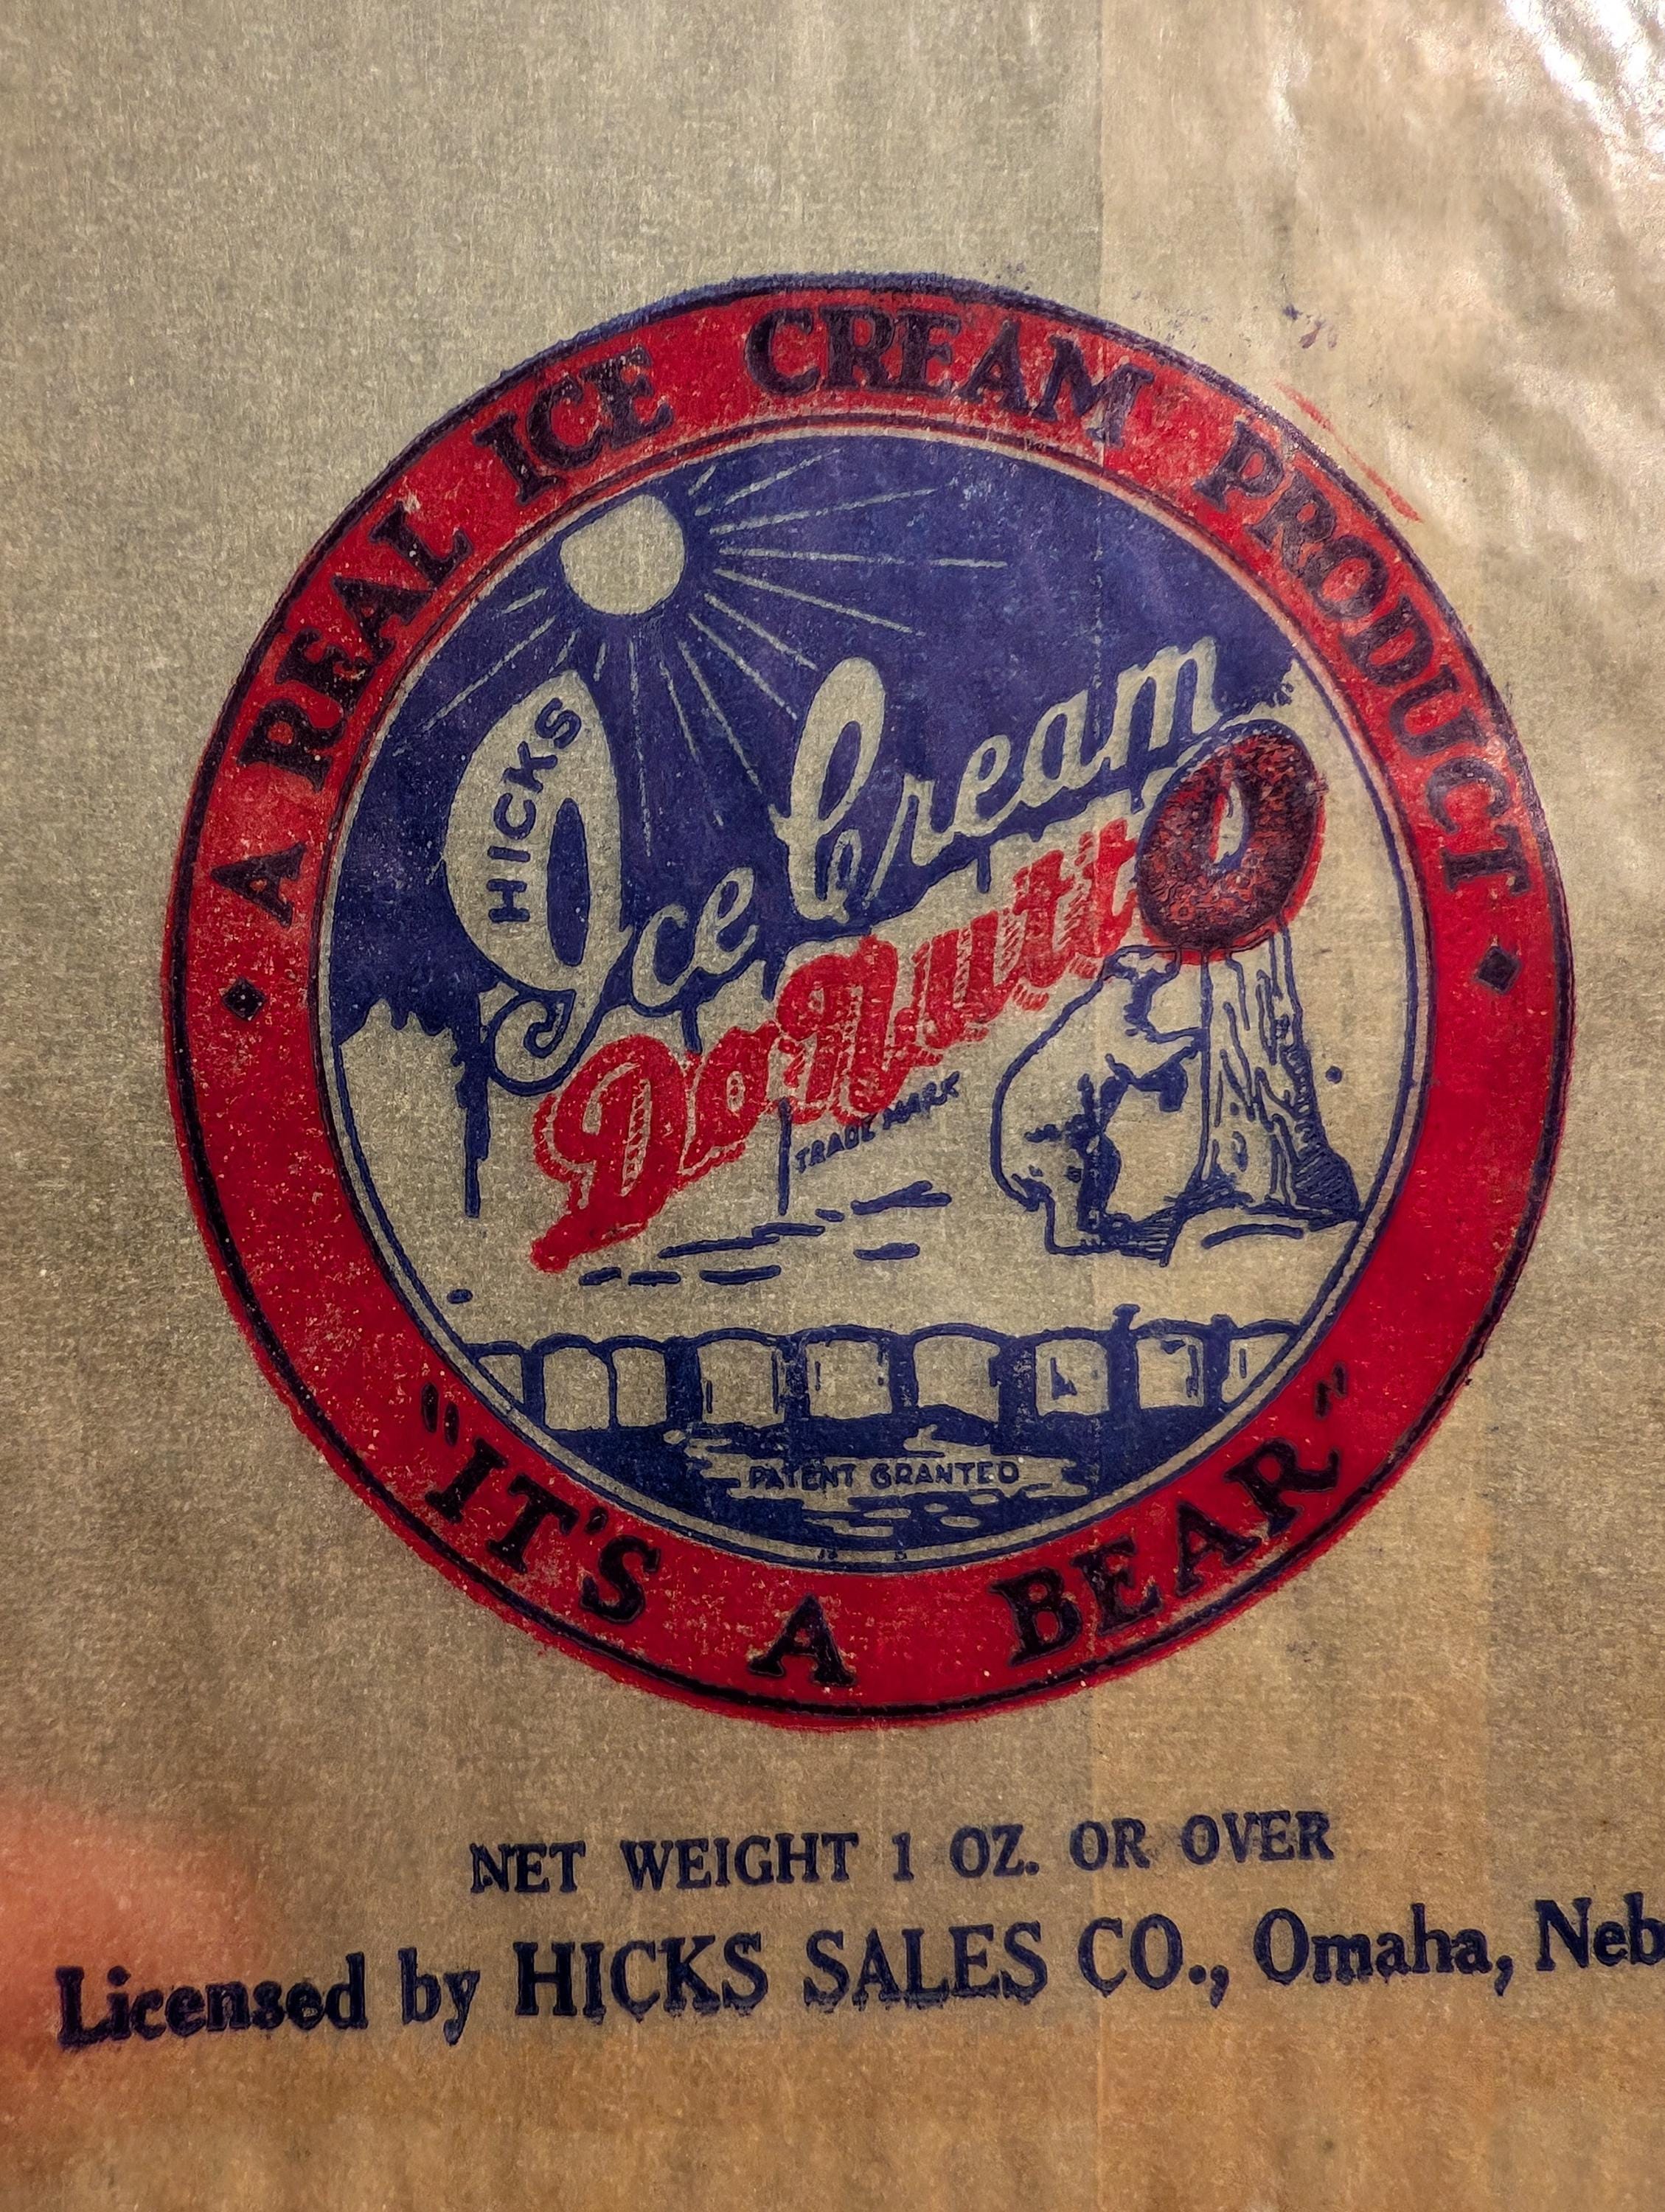 A REAL ICE CREAM PRODUCT
HICKS
Ice Cream
DoNutt
TRADE MARK
PATENT GRANTED
"IT'S A BEAR"
NET WEIGHT 1 OZ. OR OVER
Licensed by HICKS SALES CO., Omaha, Neb